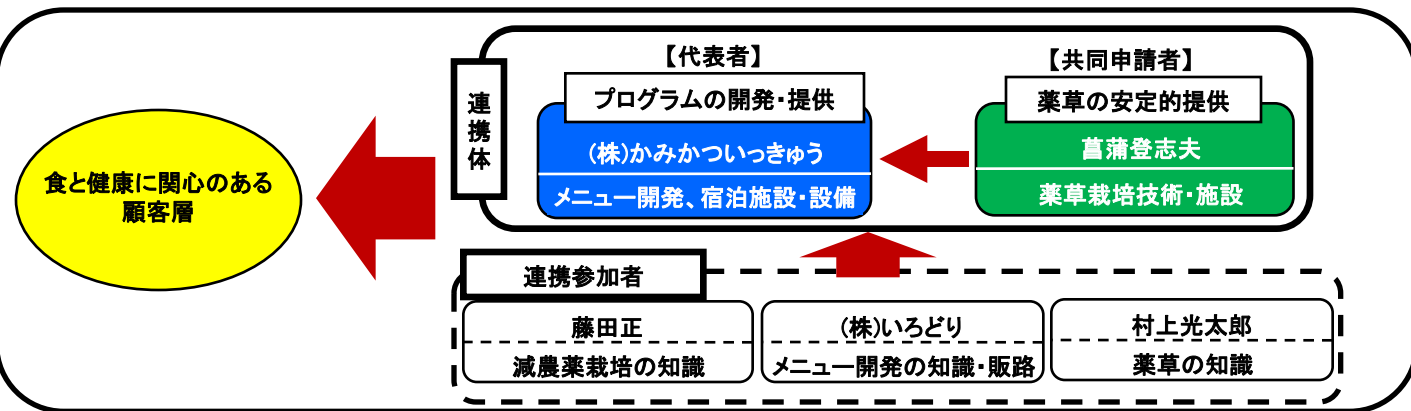 【代表者】
【共同申請者】
連携体
プログラムの開発・提供
薬草の安定的提供
(株)かみかついっきゅう
菖蒲登志夫
メニュー開発、宿泊施設・設備
薬草栽培技術・施設
食と健康に関心のある
顧客層
連携参加者
藤田正
(株)いろどり
村上光太郎
減農薬栽培の知識
メニュー開発の知識・販路
薬草の知識